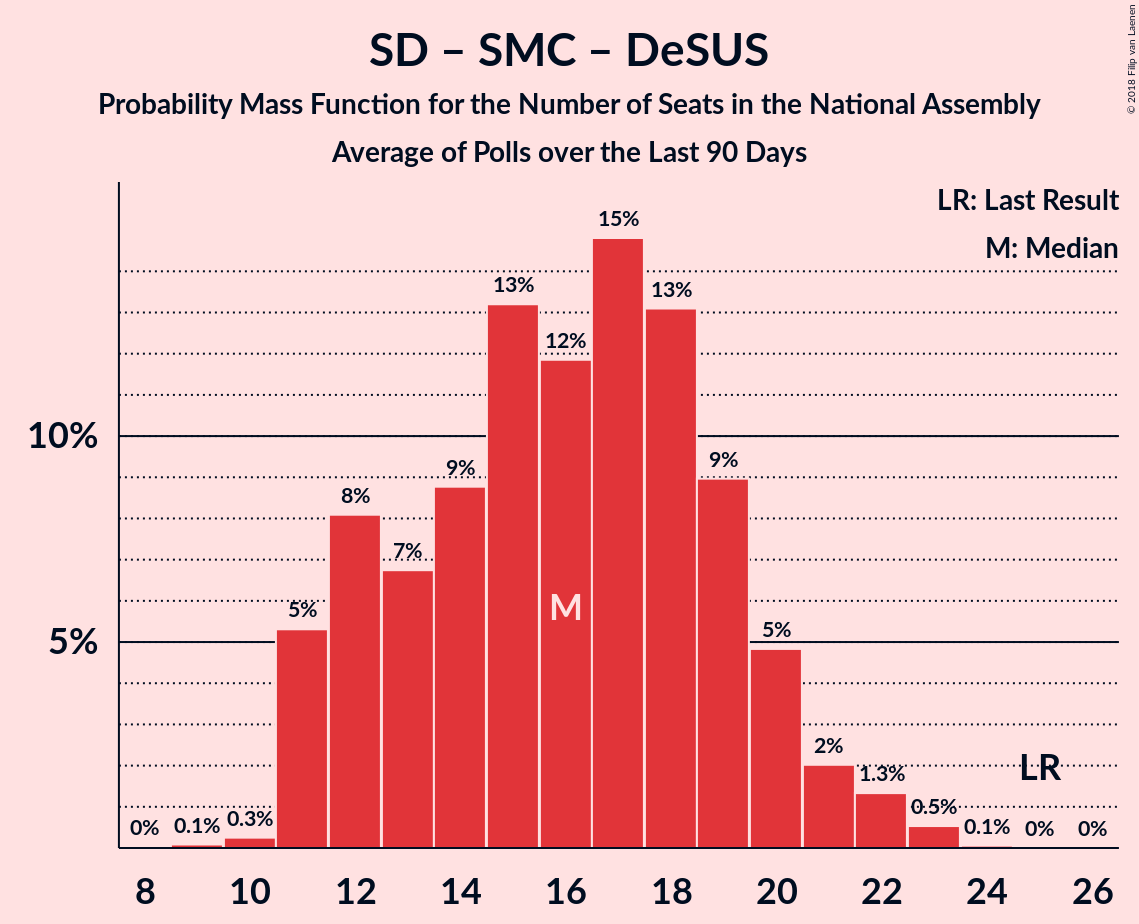 SD – SMC – DeSUS
Probability Mass Function for the Number of Seats in the National Assembly
Average of Polls over the Last 90 Days
© 2018 Filip van Laenen
LR: Last Result
M: Median
10%
5%
0%
0.1%
0.3%
5%
8%
7%
9%
13%
12%
15%
13%
9%
5%
2%
1.3%
0.5%
0.1%
0%
0%
M
LR
8 10 12 14 16 18 20 22 24 26